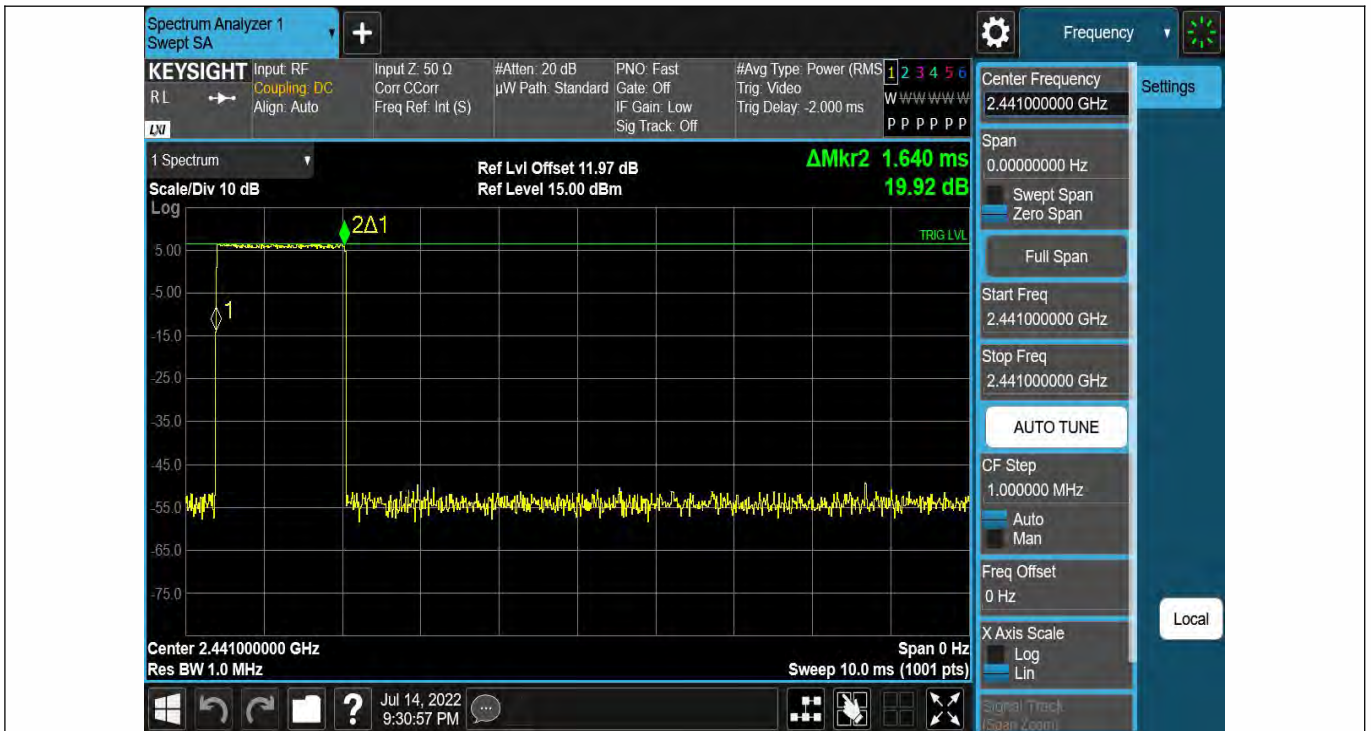 Spectrum Analyzer 1
Swept SA
+
Frequency
KEYSIGHT
RL
LXI
Input: RF
Coupling: DC
Align: Auto
Input Z: 50 Ω
Corr CCorr
Freq Ref: Int (S)
#Atten: 20 dB
µW Path: Standard
PNO: Fast
Gate: Off
IF Gain: Low
Sig Track: Off
#Avg Type: Power (RMS
Trig: Video
Trig Delay: -2.000 ms
1 2 3 4 5 6
W W W W W W
P P P P P P
1 Spectrum
Scale/Div 10 dB
Log
Ref Lvl Offset 11.97 dB
Ref Level 15.00 dBm
ΔMkr2 1.640 ms
19.92 dB
2Δ1
TRIG LVL
1
5.00
-5.00
-15.0
-25.0
-35.0
-45.0
-55.0
-65.0
-75.0
Center 2.441000000 GHz
Res BW 1.0 MHz
Span 0 Hz
Sweep 10.0 ms (1001 pts)
Center Frequency
2.441000000 GHz
Settings
Span
0.00000000 Hz
Swept Span
Zero Span
Full Span
Start Freq
2.441000000 GHz
Stop Freq
2.441000000 GHz
AUTO TUNE
CF Step
1.000000 MHz
Auto
Man
Freq Offset
0 Hz
X Axis Scale
Log
Lin
Signal Track
(Span Zoom)
Local
?
Jul 14, 2022
9:30:57 PM